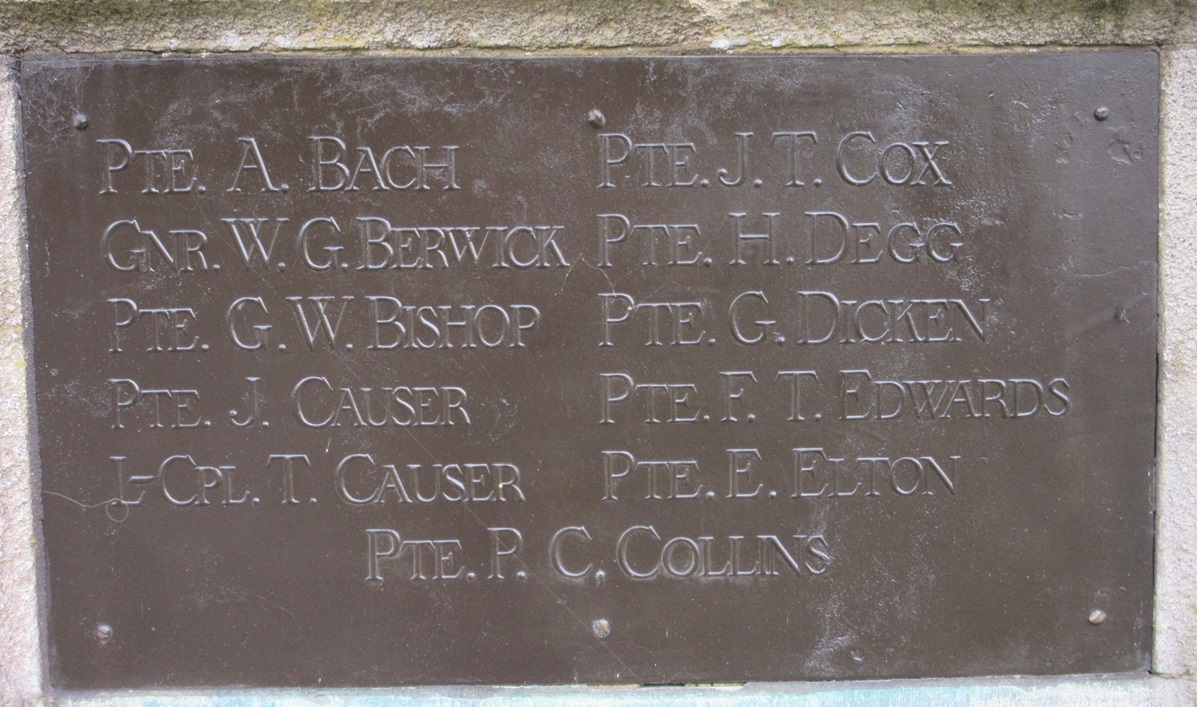 PTE. A. BACH
GNR. W. G. BERWICK
PTE. G. W. BISHOP
PTE. J. CAUSER
L-CPL. T. CAUSER
PTE. J. T. COX
PTE. H. DEGG
PTE. G. DICKEN
PTE. F. T. EDWARDS
PTE. E. ELTON
PTE. P. C. COLLINS